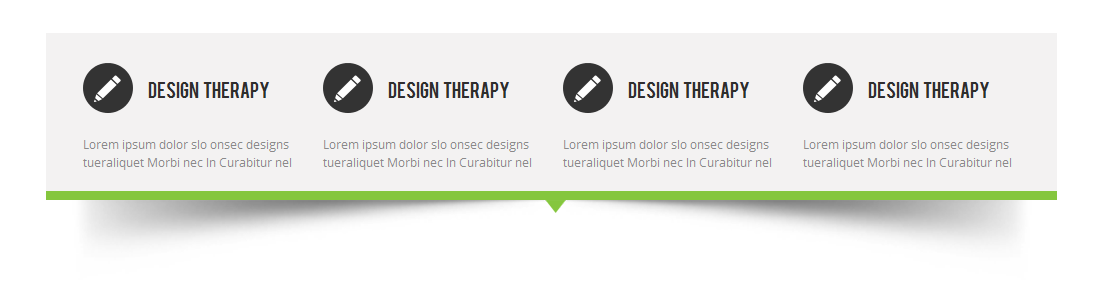 DESIGN THERAPY
Lorem ipsum dolor slo onsec designs
tueraliquet Morbi nec In Curabitur nel
DESIGN THERAPY
Lorem ipsum dolor slo onsec designs
tueraliquet Morbi nec In Curabitur nel
DESIGN THERAPY
Lorem ipsum dolor slo onsec designs
tueraliquet Morbi nec In Curabitur nel
DESIGN THERAPY
Lorem ipsum dolor slo onsec designs
tueraliquet Morbi nec In Curabitur nel